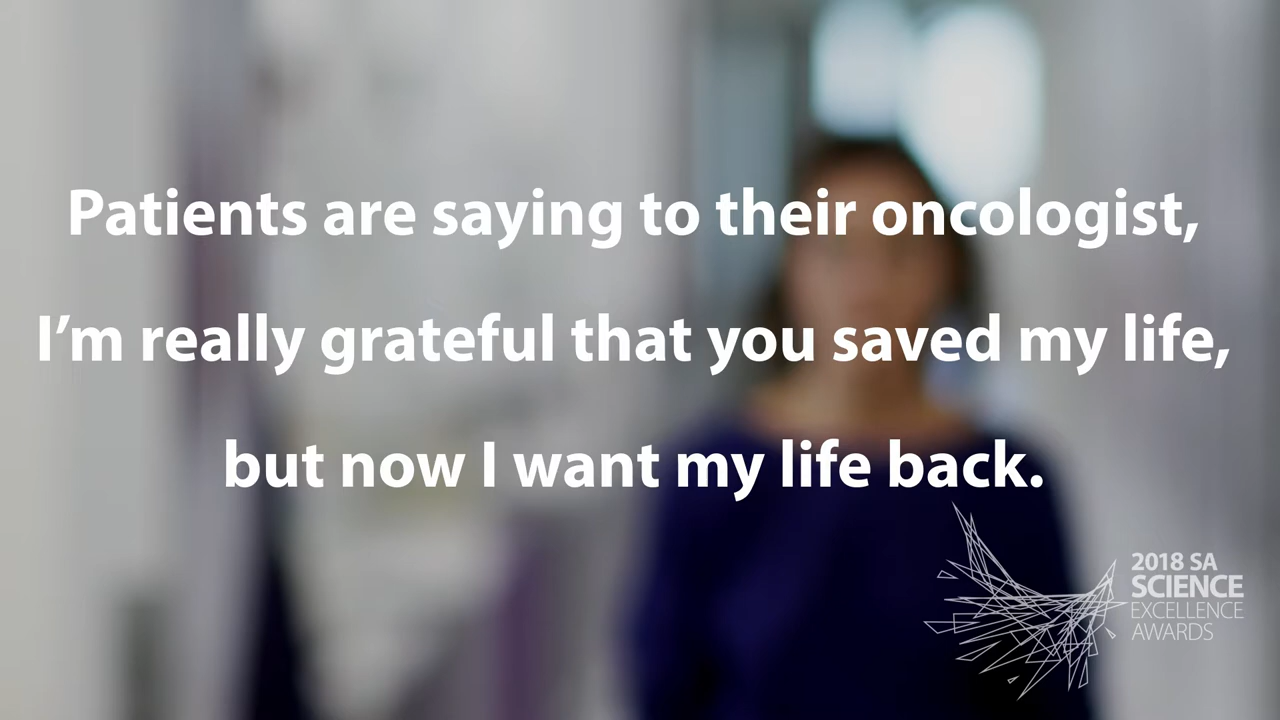 Patients are saying to their oncologist,
I’m really grateful that you saved my life,
but now I want my life back.
2018 SA
SCIENCE
EXCELLENCE
AWARDS